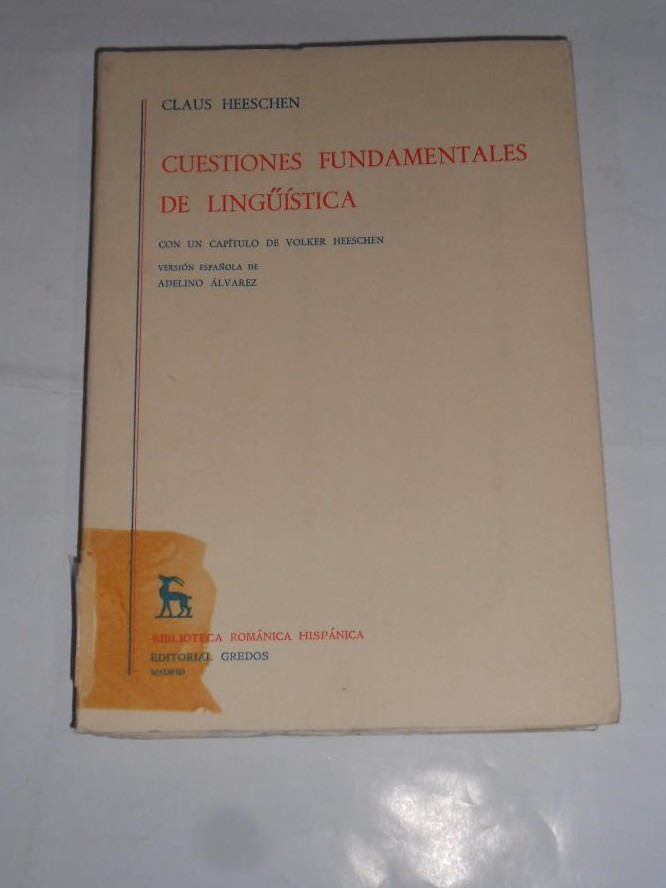 CLAUS HEESCHEN
CUESTIONES FUNDAMENTALES
DE LINGÜÍSTICA
CON UN CAPÍTULO DE VOLKER HEESCHEN
VERSIÓN ESPAÑOLA DE
ADELINO ÁLVAREZ
BIBLIOTECA ROMÁNICA HISPÁNICA
EDITORIAL GREDOS
MADRID